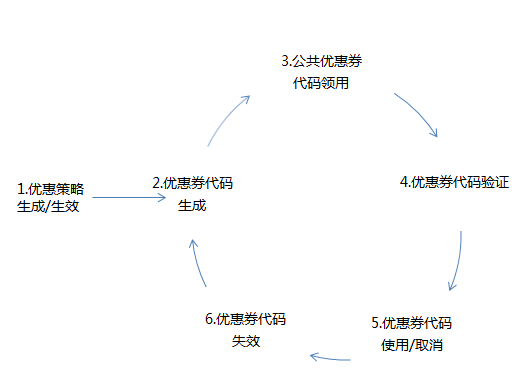 1.优惠策略
生成/生效
2.优惠券代码
生成
3.公共优惠券
代码领用
4.优惠券代码验证
5.优惠券代码
使用/取消
6.优惠券代码
失效